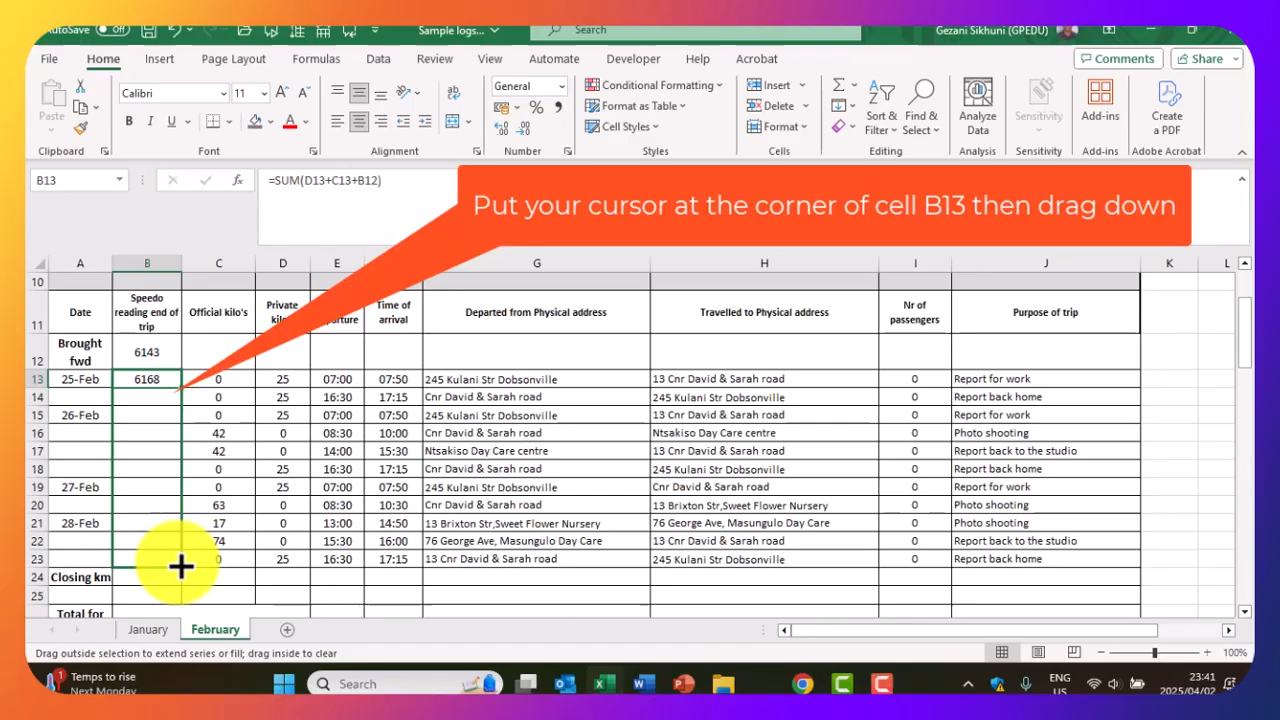 AutoSave Off Sample logs... Search Gezani Sikhuni (GPEDU)
File Home Insert Page Layout Formulas Data Review View Automate Developer Help Acrobat Comments Share
Paste Calibri 11 General Conditional Formatting Insert
Format as Table Delete Sort & Filter Find & Select Analyze Data Sensitivity Add-ins Create a PDF
B I U A % Cell Styles Format
Clipboard Font Alignment Number Styles Cells Editing Analysis Sensitivity Add-ins Adobe Acrobat
B13 fx =SUM(D13+C13+B12)
Put your cursor at the corner of cell B13 then drag down
A B C D E G H I J K L
10
11 Date Speedo reading end of trip Official kilo's Private Time of arrival Departed from Physical address Travelled to Physical address Nr of passengers Purpose of trip
12 Brought fwd 6143
13 25-Feb 6168 0 25 07:00 07:50 245 Kulani Str Dobsonville 13 Cnr David & Sarah road 0 Report for work
14 0 25 16:30 17:15 Cnr David & Sarah road 245 Kulani Str Dobsonville 0 Report back home
15 26-Feb 0 25 07:00 07:50 245 Kulani Str Dobsonville 13 Cnr David & Sarah road 0 Report for work
16 42 0 08:30 10:00 Cnr David & Sarah road Ntsakiso Day Care centre 0 Photo shooting
17 42 0 14:00 15:30 Ntsakiso Day Care centre 13 Cnr David & Sarah road 0 Report back to the studio
18 0 25 16:30 17:15 Cnr David & Sarah road 245 Kulani Str Dobsonville 0 Report back home
19 27-Feb 0 25 07:00 07:50 245 Kulani Str Dobsonville Cnr David & Sarah road 0 Report for work
20 63 0 08:30 10:30 Cnr David & Sarah road 13 Brixton Str,Sweet Flower Nursery 0 Photo shooting
21 28-Feb 17 0 13:00 14:50 13 Brixton Str,Sweet Flower Nursery 76 George Ave, Masungulo Day Care 0 Photo shooting
22 74 0 15:30 16:00 76 George Ave, Masungulo Day Care 13 Cnr David & Sarah road 0 Report back to the studio
23 0 25 16:30 17:15 13 Cnr David & Sarah road 245 Kulani Str Dobsonville 0 Report back home
24 Closing km
25
Total for
January February
Drag outside selection to extend series or fill; drag inside to clear 100%
1 Temps to rise Next Monday Search ENG US 23:41 2025/04/02